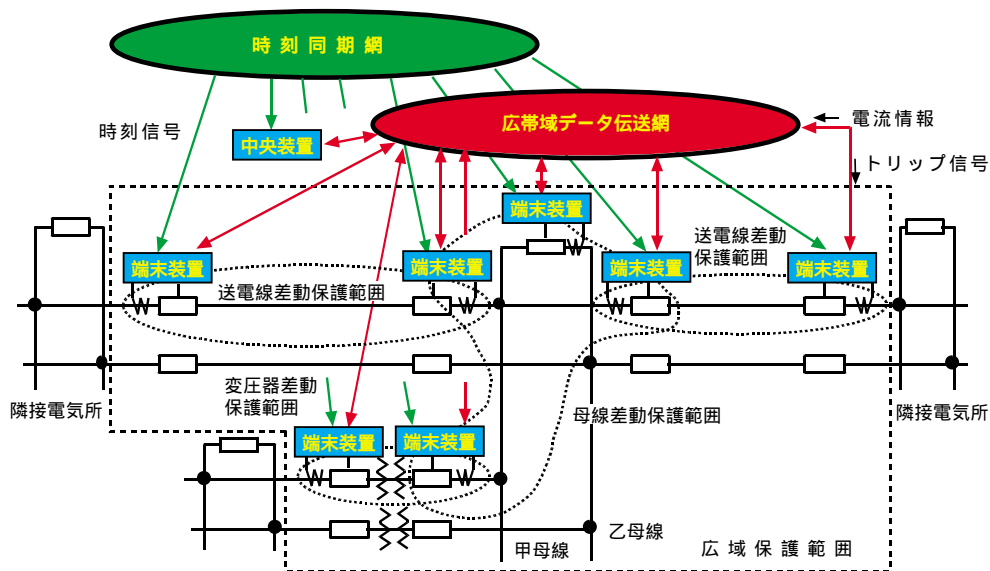 時刻同期網
広帯域データ伝送網
電流情報
時刻信号
中央装置
トリップ信号
端末装置
送電線差動
保護範囲
端末装置
端末装置
端末装置
端末装置
送電線差動保護範囲
変圧器差動
保護範囲
隣接電気所
母線差動保護範囲
隣接電気所
端末装置
端末装置
乙母線
甲母線
広域保護範囲